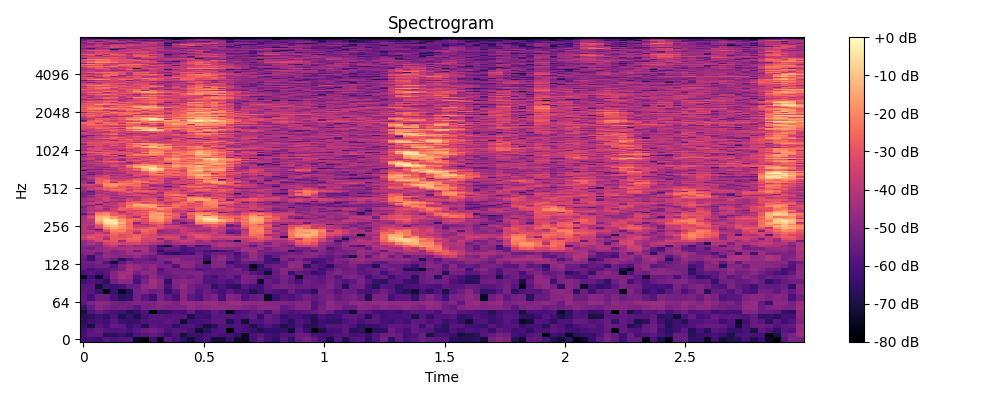 Spectrogram
Hz
4096
2048
1024
512
256
128
64
0
0
0.5
1
1.5
2
2.5
Time
+0 dB
-10 dB
-20 dB
-30 dB
-40 dB
-50 dB
-60 dB
-70 dB
-80 dB